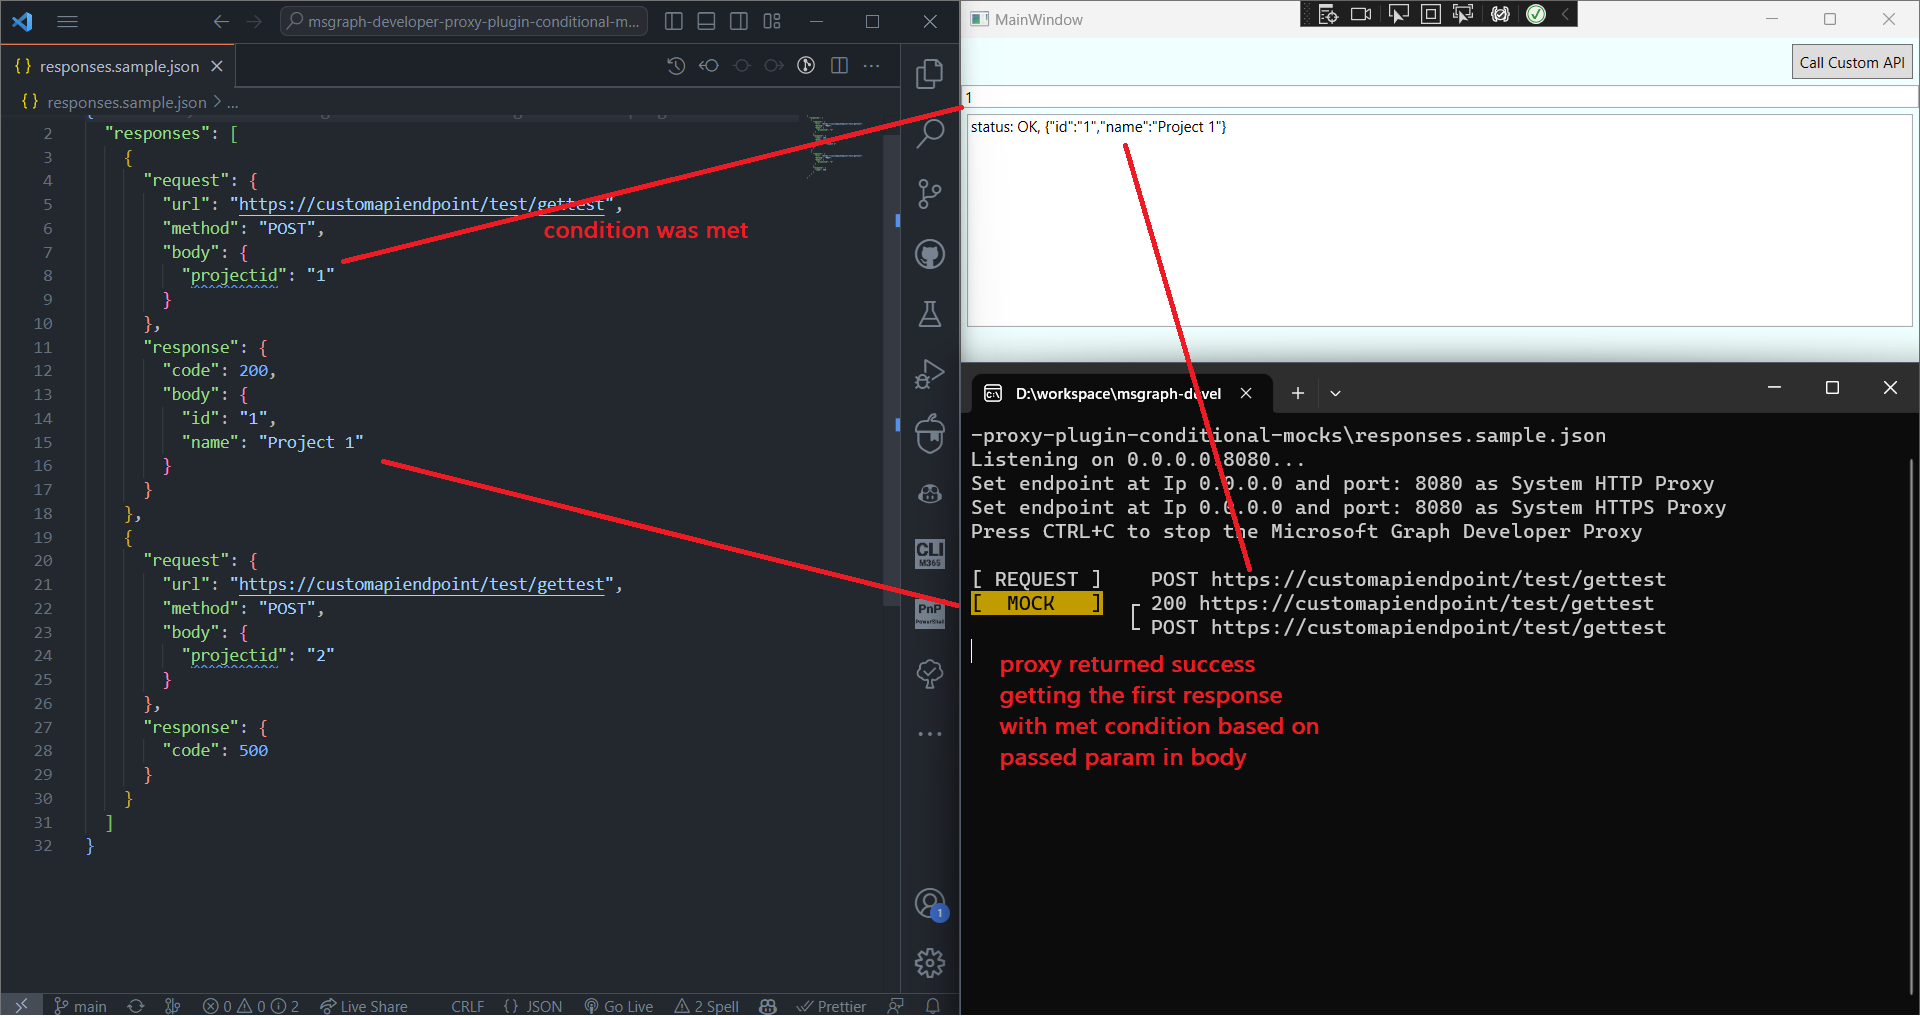 msgraph-developer-proxy-plugin-conditional-m...
{} responses.sample.json
{} responses.sample.json > ...
2 "responses": [
3 {
4 "request": {
5 "url": "https://customapiendpoint/test/gettest",
6 "method": "POST",
7 "body": {
8 "projectid": "1"
9 }
10 },
11 "response": {
12 "code": 200,
13 "body": {
14 "id": "1",
15 "name": "Project 1"
16 }
17 }
18 },
19 {
20 "request": {
21 "url": "https://customapiendpoint/test/gettest",
22 "method": "POST",
23 "body": {
24 "projectid": "2"
25 }
26 },
27 "response": {
28 "code": 500
29 }
30 }
31 ]
32 }
condition was met
CLI
M365
PnP
PowerShell
1
main
0 0 2
Live Share
CRLF
{} JSON
Go Live
2 Spell
Prettier
MainWindow
Call Custom API
1
status: OK, {"id":"1","name":"Project 1"}
D:\workspace\msgraph-devel
-proxy-plugin-conditional-mocks\responses.sample.json
Listening on 0.0.0.0:8080...
Set endpoint at Ip 0.0.0.0 and port: 8080 as System HTTP Proxy
Set endpoint at Ip 0.0.0.0 and port: 8080 as System HTTPS Proxy
Press CTRL+C to stop the Microsoft Graph Developer Proxy
[ REQUEST ] POST https://customapiendpoint/test/gettest
[ MOCK ] ┌ 200 https://customapiendpoint/test/gettest
└ POST https://customapiendpoint/test/gettest
proxy returned success
getting the first response
with met condition based on
passed param in body